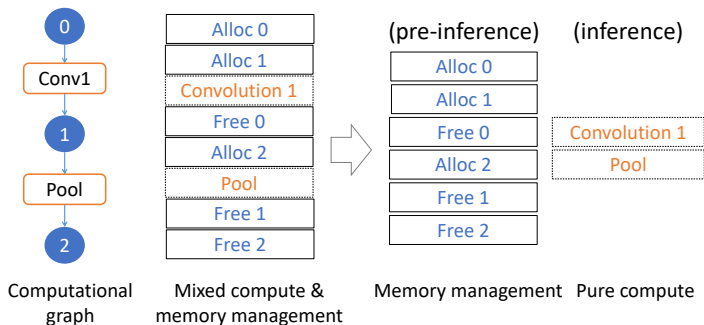 0
Conv1
1
Pool
2
Computational
graph
Alloc 0
Alloc 1
Convolution 1
Free 0
Alloc 2
Pool
Free 1
Free 2
Mixed compute &
memory management
(pre-inference)
Alloc 0
Alloc 1
Free 0
Alloc 2
Free 1
Free 2
Memory management
(inference)
Convolution 1
Pool
Pure compute